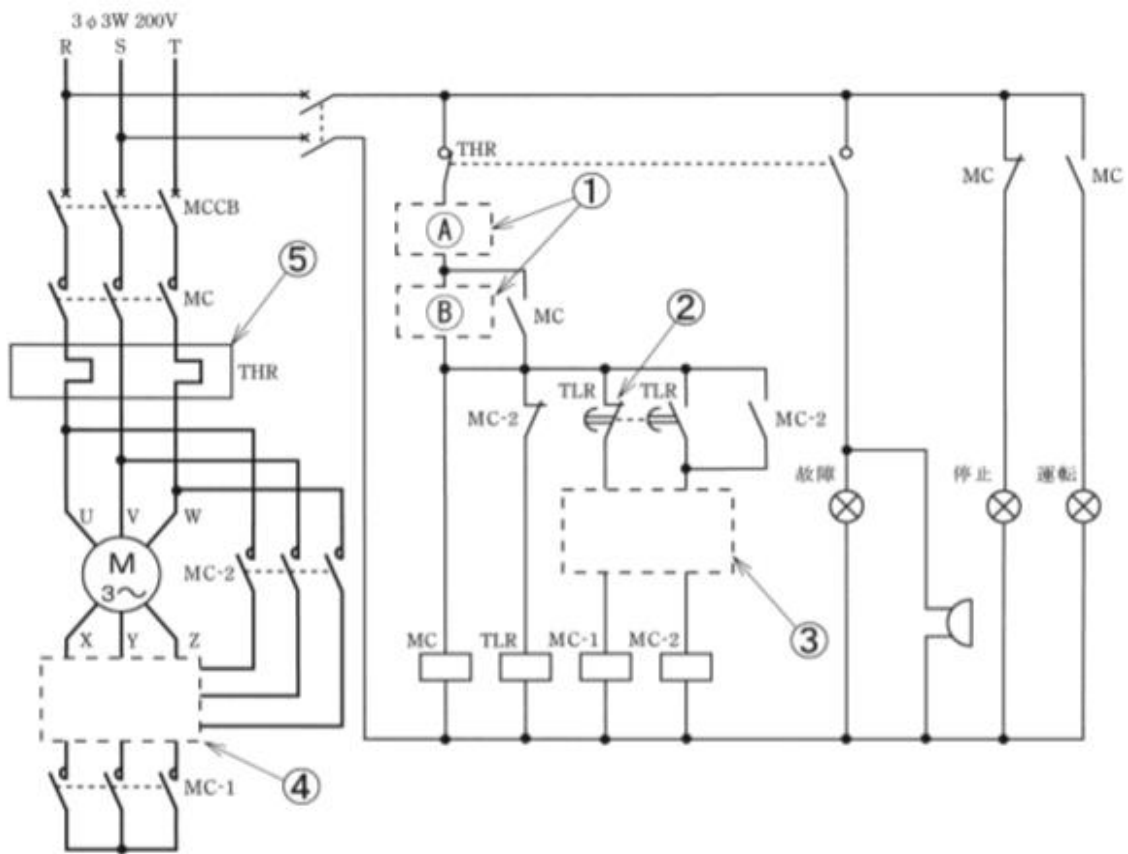 3φ3W 200V
R S T
THR
MC MC
MCCB
①
Ⓐ
⑤
MC
Ⓑ
MC
②
THR
TLR TLR
MC-2
MC-2
故障 停止 運転
U V W
M
3~
MC-2
③
X Y Z
MC TLR MC-1 MC-2
④
MC-1